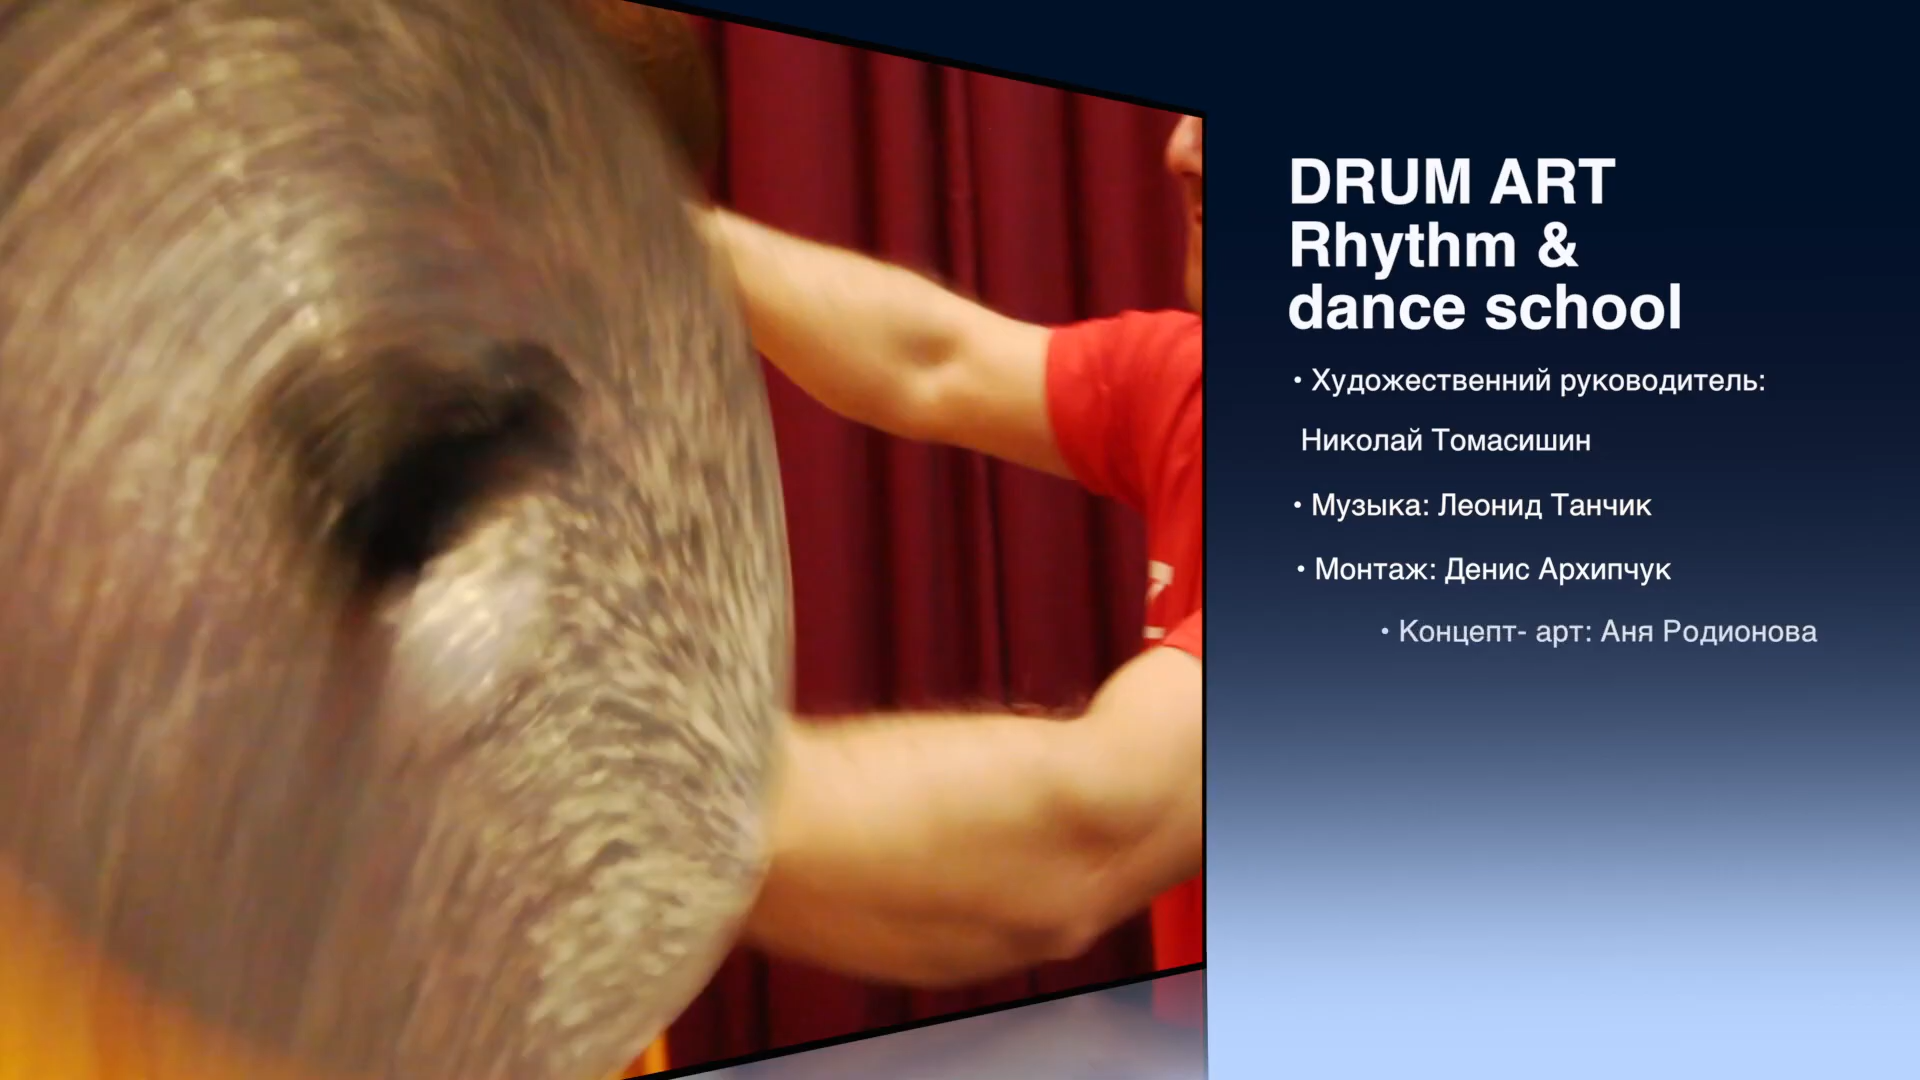 DRUM ART
Rhythm &
dance school
• Художественний руководитель:
Николай Томасишин
• Музыка: Леонид Танчик
• Монтаж: Денис Архипчук
• Концепт- арт: Аня Родионова